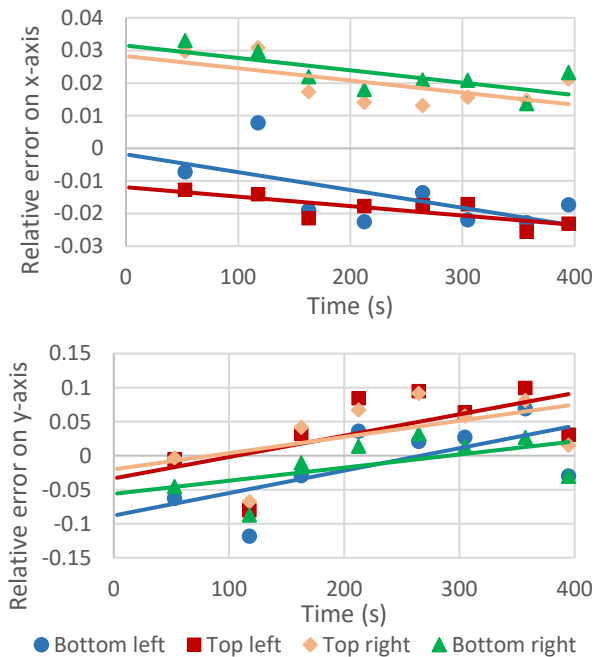 Relative error on x-axis
0.04
0.03
0.02
0.01
0
-0.01
-0.02
-0.03
0 100 200 300 400
Time (s)
Relative error on y-axis
0.15
0.1
0.05
0
-0.05
-0.1
-0.15
0 100 200 300 400
Time (s)
Bottom left Top left Top right Bottom right